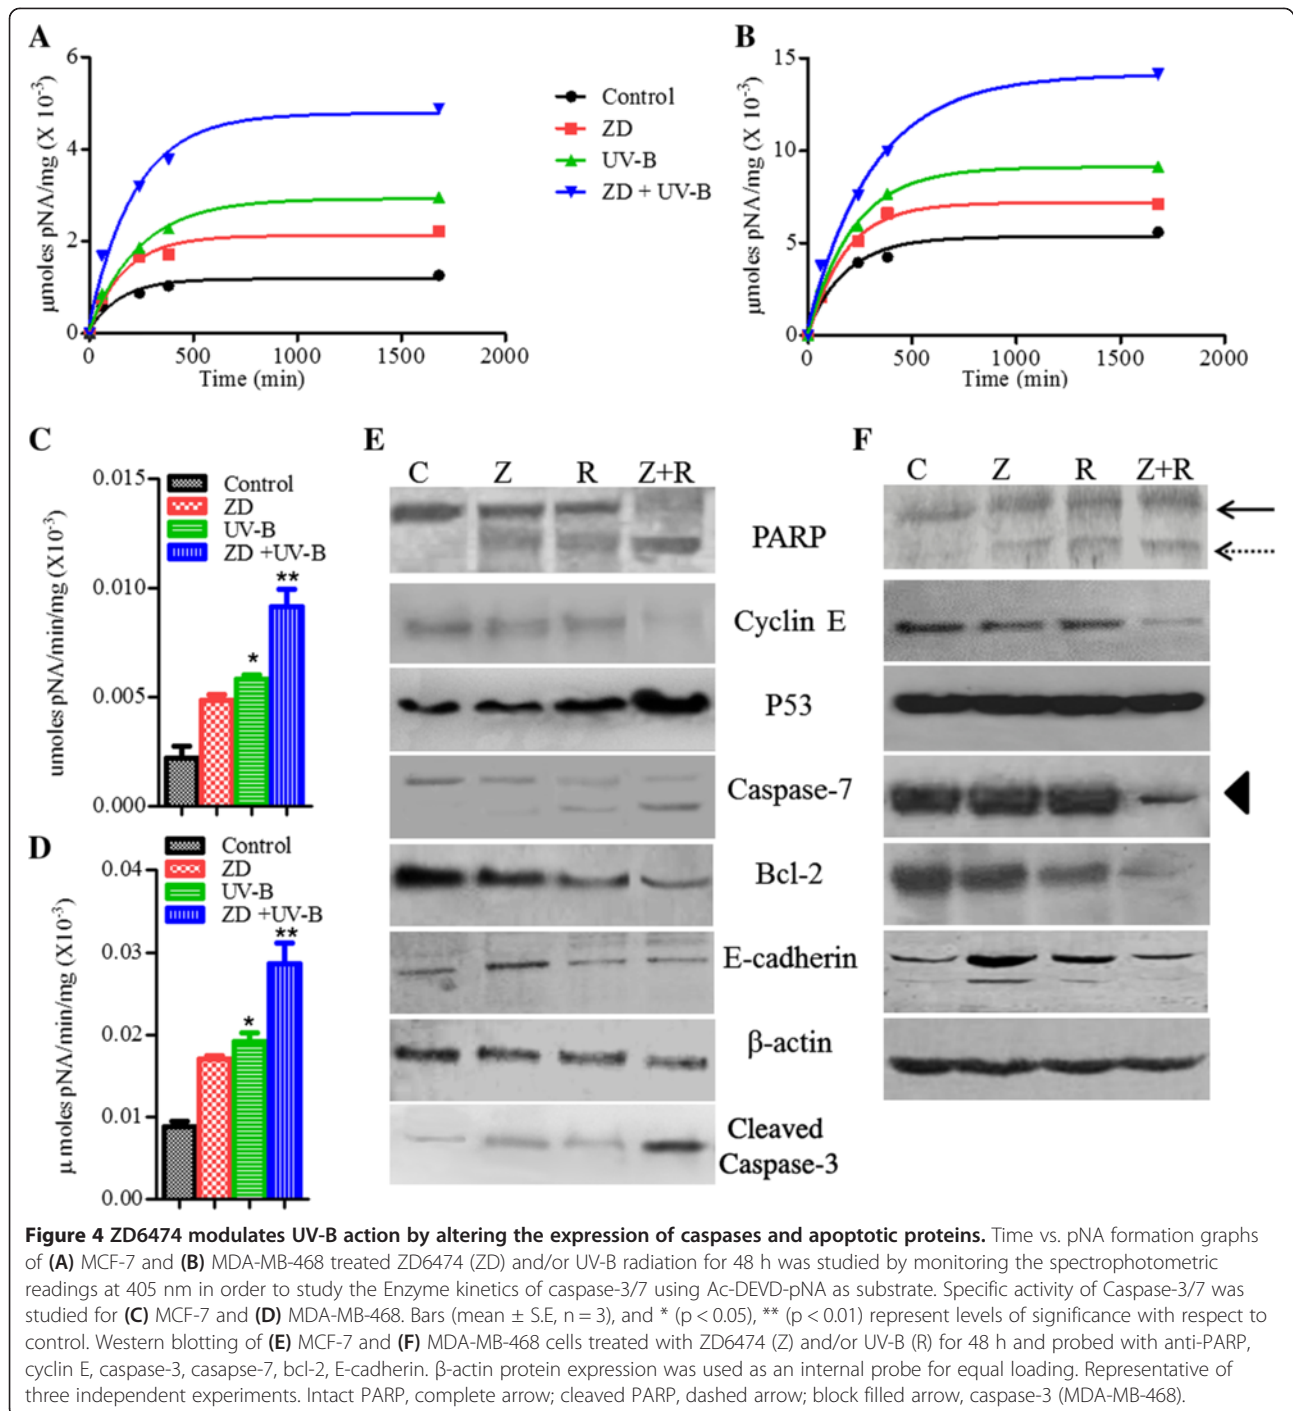 A
6
4
2
0
0
500
1000
1500
2000
μmoles pNA/mg (X 10-3)
Time (min)
Control
ZD
UV-B
ZD + UV-B
B
15
10
5
0
0
500
1000
1500
2000
μmoles pNA/mg (X 10-3)
Time (min)
C
0.015
0.010
0.005
0.000
umoles pNA/min/mg (X10-3)
Control
ZD
UV-B
ZD +UV-B
*
**
D
0.04
0.03
0.02
0.01
0.00
μ moles pNA/min/mg (X10-3)
Control
ZD
UV-B
ZD +UV-B
*
**
E
C Z R Z+R
F
C Z R Z+R
PARP
Cyclin E
P53
Caspase-7
Bcl-2
E-cadherin
β-actin
Cleaved
Caspase-3
Figure 4 ZD6474 modulates UV-B action by altering the expression of caspases and apoptotic proteins. Time vs. pNA formation graphs
of (A) MCF-7 and (B) MDA-MB-468 treated ZD6474 (ZD) and/or UV-B radiation for 48 h was studied by monitoring the spectrophotometric
readings at 405 nm in order to study the Enzyme kinetics of caspase-3/7 using Ac-DEVD-pNA as substrate. Specific activity of Caspase-3/7 was
studied for (C) MCF-7 and (D) MDA-MB-468. Bars (mean ± S.E, n = 3), and * (p < 0.05), ** (p < 0.01) represent levels of significance with respect to
control. Western blotting of (E) MCF-7 and (F) MDA-MB-468 cells treated with ZD6474 (Z) and/or UV-B (R) for 48 h and probed with anti-PARP,
cyclin E, caspase-3, casapse-7, bcl-2, E-cadherin. β-actin protein expression was used as an internal probe for equal loading. Representative of
three independent experiments. Intact PARP, complete arrow; cleaved PARP, dashed arrow; block filled arrow, caspase-3 (MDA-MB-468).